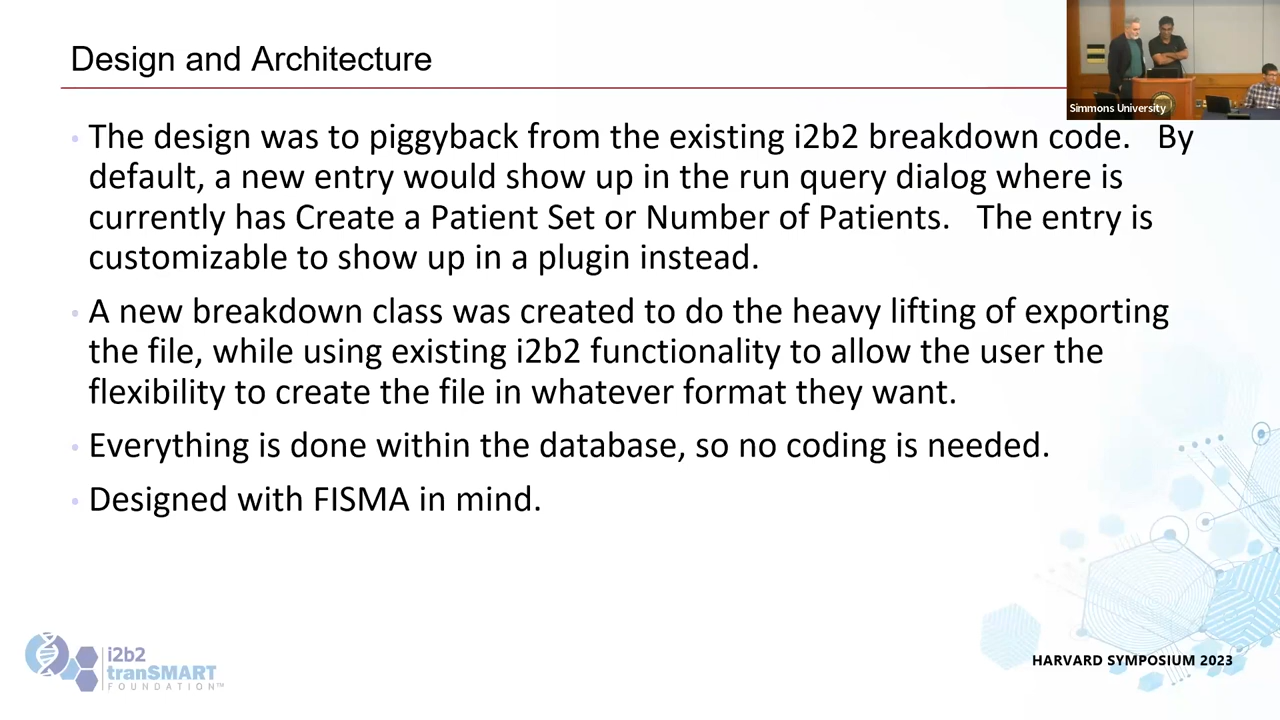 Design and Architecture
Simmons University
• The design was to piggyback from the existing i2b2 breakdown code. By
default, a new entry would show up in the run query dialog where is
currently has Create a Patient Set or Number of Patients. The entry is
customizable to show up in a plugin instead.
• A new breakdown class was created to do the heavy lifting of exporting
the file, while using existing i2b2 functionality to allow the user the
flexibility to create the file in whatever format they want.
• Everything is done within the database, so no coding is needed.
• Designed with FISMA in mind.
i2b2
tranSMART
FOUNDATION™
HARVARD SYMPOSIUM 2023